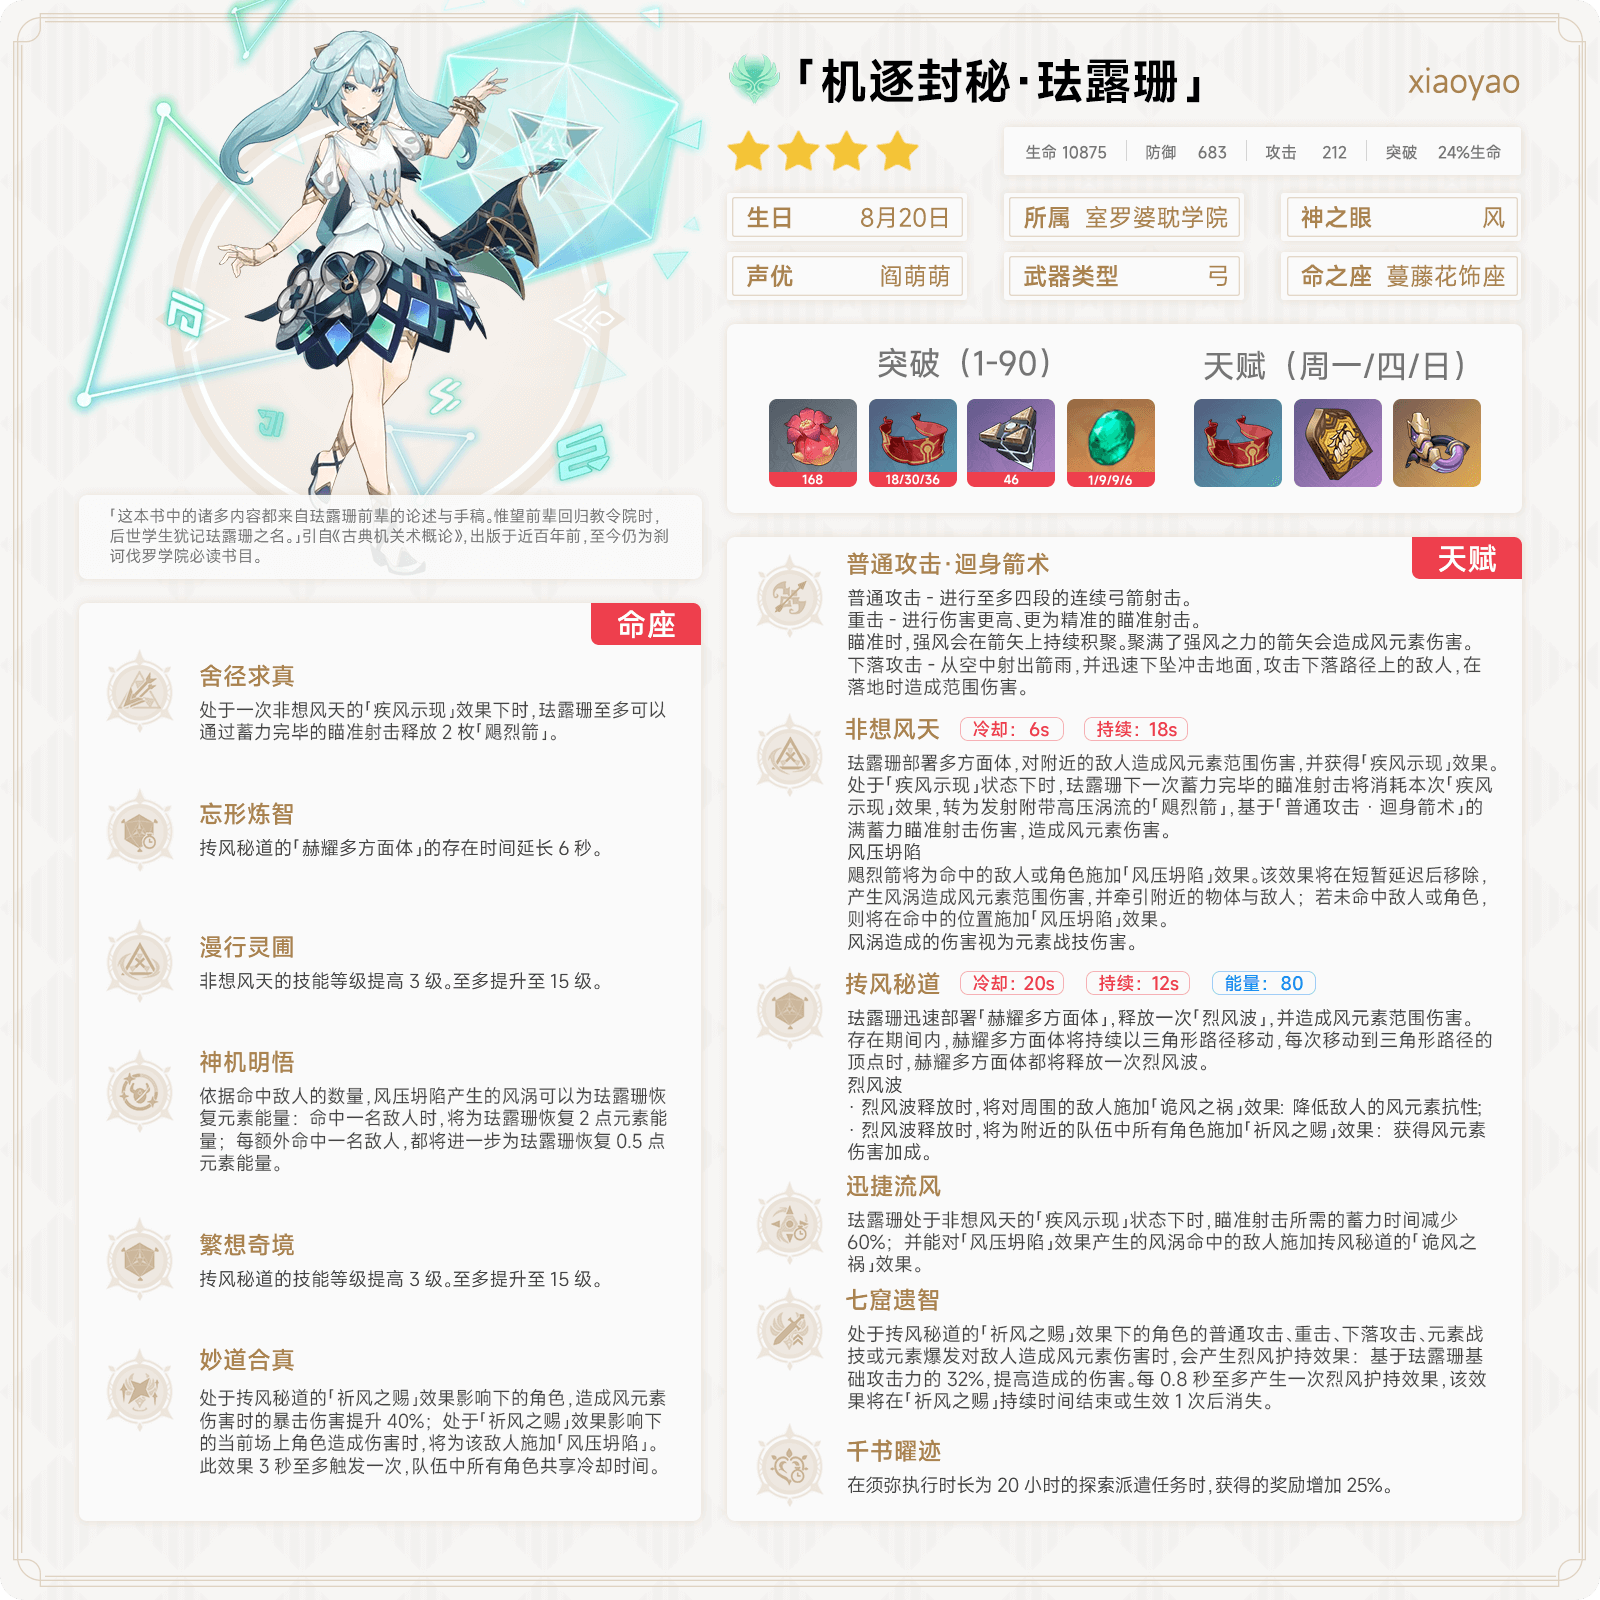 「机逐封秘·珐露珊」
xiaoyao
生命 10875 防御 683 攻击 212 突破 24%生命
生日 8月20日
所属 室罗婆耽学院
神之眼 风
声优 阎萌萌
武器类型 弓
命之座 蔓藤花饰座
突破（1-90）
168
18/30/36
46
1/9/9/6
天赋（周一/四/日）
「这本书中的诸多内容都来自珐露珊前辈的论述与手稿。惟望前辈回归教令院时，
后世学生犹记珐露珊之名。」引自《古典机关术概论》，出版于近百年前，至今仍为刹
诃伐罗学院必读书目。
命座
舍径求真
处于一次非想风天的「疾风示现」效果下时，珐露珊至多可以
通过蓄力完毕的瞄准射击释放 2 枚「飓烈箭」。
忘形炼智
抟风秘道的「赫耀多方面体」的存在时间延长 6 秒。
漫行灵圃
非想风天的技能等级提高 3 级。至多提升至 15 级。
神机明悟
依据命中敌人的数量，风压坍陷产生的风涡可以为珐露珊恢
复元素能量：命中一名敌人时，将为珐露珊恢复 2 点元素能
量；每额外命中一名敌人，都将进一步为珐露珊恢复 0.5 点
元素能量。
繁想奇境
抟风秘道的技能等级提高 3 级。至多提升至 15 级。
妙道合真
处于抟风秘道的「祈风之赐」效果影响下的角色，造成风元素
伤害时的暴击伤害提升 40%；处于「祈风之赐」效果影响下
的当前场上角色造成伤害时，将为该敌人施加「风压坍陷」。
此效果 3 秒至多触发一次，队伍中所有角色共享冷却时间。
天赋
普通攻击·迴身箭术
普通攻击 - 进行至多四段的连续弓箭射击。
重击 - 进行伤害更高、更为精准的瞄准射击。
瞄准时，强风会在箭矢上持续积聚。聚满了强风之力的箭矢会造成风元素伤害。
下落攻击 - 从空中射出箭雨，并迅速下坠冲击地面，攻击下落路径上的敌人，在
落地时造成范围伤害。
非想风天 冷却：6s 持续：18s
珐露珊部署多方面体，对附近的敌人造成风元素范围伤害，并获得「疾风示现」效果。
处于「疾风示现」状态下时，珐露珊下一次蓄力完毕的瞄准射击将消耗本次「疾风
示现」效果，转为发射附带高压涡流的「飓烈箭」，基于「普通攻击 · 迴身箭术」的
满蓄力瞄准射击伤害，造成风元素伤害。
风压坍陷
飓烈箭将为命中的敌人或角色施加「风压坍陷」效果。该效果将在短暂延迟后移除，
产生风涡造成风元素范围伤害，并牵引附近的物体与敌人；若未命中敌人或角色，
则将在命中的位置施加「风压坍陷」效果。
风涡造成的伤害视为元素战技伤害。
抟风秘道 冷却：20s 持续：12s 能量：80
珐露珊迅速部署「赫耀多方面体」，释放一次「烈风波」，并造成风元素范围伤害。
存在期间内，赫耀多方面体将持续以三角形路径移动，每次移动到三角形路径的
顶点时，赫耀多方面体都将释放一次烈风波。
烈风波
· 烈风波释放时，将对周围的敌人施加「诡风之祸」效果：降低敌人的风元素抗性；
· 烈风波释放时，将为附近的队伍中所有角色施加「祈风之赐」效果：获得风元素
伤害加成。
迅捷流风
珐露珊处于非想风天的「疾风示现」状态下时，瞄准射击所需的蓄力时间减少
60%；并能对「风压坍陷」效果产生的风涡命中的敌人施加抟风秘道的「诡风之
祸」效果。
七窟遗智
处于抟风秘道的「祈风之赐」效果下的角色的普通攻击、重击、下落攻击、元素战
技或元素爆发对敌人造成风元素伤害时，会产生烈风护持效果：基于珐露珊基
础攻击力的 32%，提高造成的伤害。每 0.8 秒至多产生一次烈风护持效果，该效
果将在「祈风之赐」持续时间结束或生效 1 次后消失。
千书曜迹
在须弥执行时长为 20 小时的探索派遣任务时，获得的奖励增加 25%。